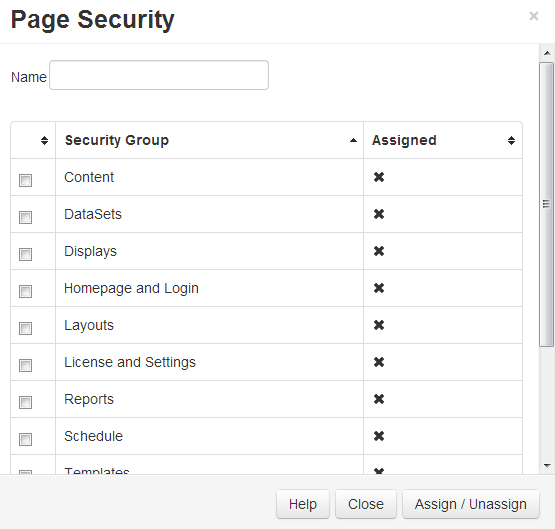 Page Security ×
Name
Security Group Assigned
Content ✖
DataSets ✖
Displays ✖
Homepage and Login ✖
Layouts ✖
License and Settings ✖
Reports ✖
Schedule ✖
Templates ✖
Help Close Assign / Unassign